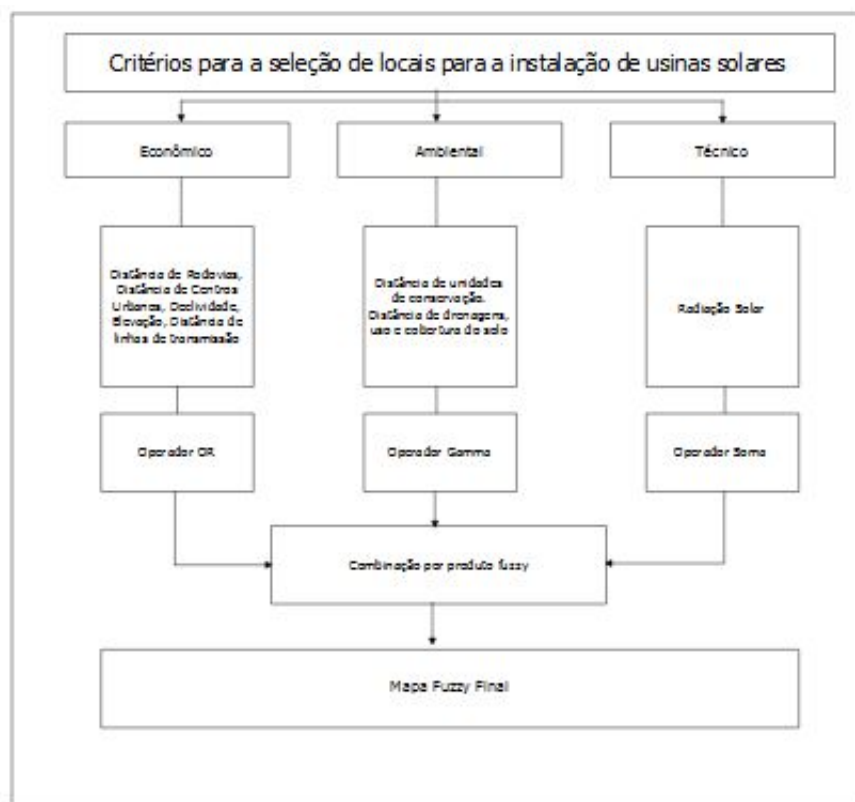 Critérios para a seleção de locais para a instalação de usinas solares
Econômico
Ambiental
Técnico
Distância de Rodovias,
Distância de Centros
Urbanos, Declividade,
Elevação, Distância de
linhas de transmissão
Distância de unidades
de conservação.
Distância de drenagens,
uso e cobertura do solo
Radiação Solar
Operador OR
Operador Gamma
Operador Soma
Combinação por produto fuzzy
Mapa Fuzzy Final